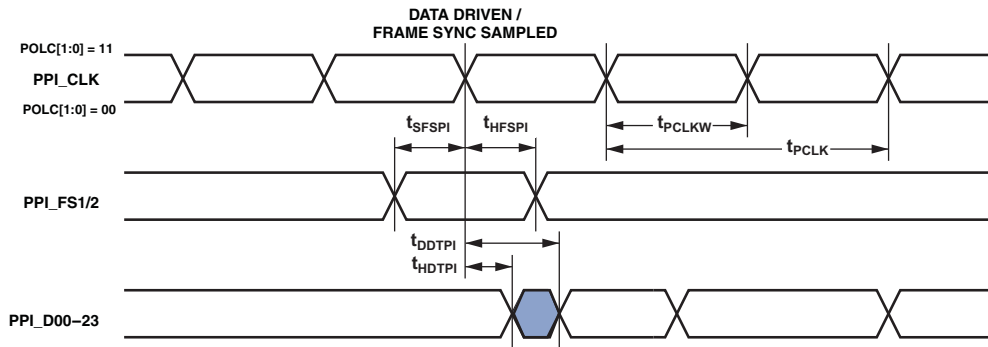 DATA DRIVEN /
FRAME SYNC SAMPLED
POLC[1:0] = 11
PPI_CLK
POLC[1:0] = 00
tSFSPI
tHFSPI
tPCLKW
tPCLK
PPI_FS1/2
tDDTPI
tHDTPI
PPI_D00–23